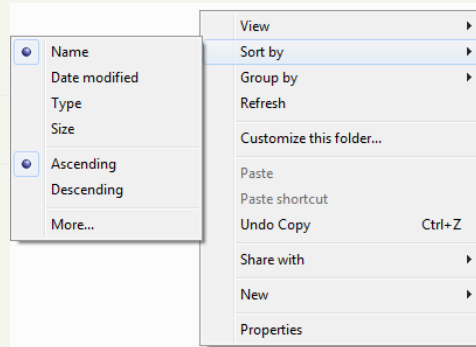 View
Sort by
Group by
Refresh
Customize this folder...
Paste
Paste shortcut
Undo Copy Ctrl+Z
Share with
New
Properties
Name
Date modified
Type
Size
Ascending
Descending
More...